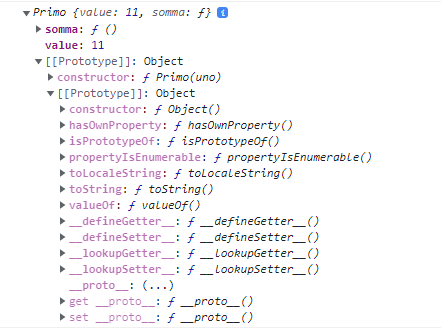 ▼ Primo {value: 11, somma: ƒ} i
▶ somma: ƒ ()
value: 11
▼ [[Prototype]]: Object
▶ constructor: ƒ Primo(uno)
▼ [[Prototype]]: Object
▶ constructor: ƒ Object()
▶ hasOwnProperty: ƒ hasOwnProperty()
▶ isPrototypeOf: ƒ isPrototypeOf()
▶ propertyIsEnumerable: ƒ propertyIsEnumerable()
▶ toLocaleString: ƒ toLocaleString()
▶ toString: ƒ toString()
▶ valueOf: ƒ valueOf()
▶ __defineGetter__: ƒ __defineGetter__()
▶ __defineSetter__: ƒ __defineSetter__()
▶ __lookupGetter__: ƒ __lookupGetter__()
▶ __lookupSetter__: ƒ __lookupSetter__()
__proto__: (...)
▶ get __proto__: ƒ __proto__()
▶ set __proto__: ƒ __proto__()